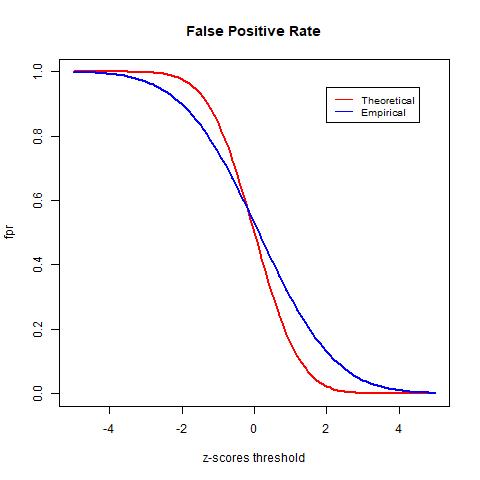 False Positive Rate
Theoretical
Empirical
fpr
1.0
0.8
0.6
0.4
0.2
0.0
-4 -2 0 2 4
z-scores threshold